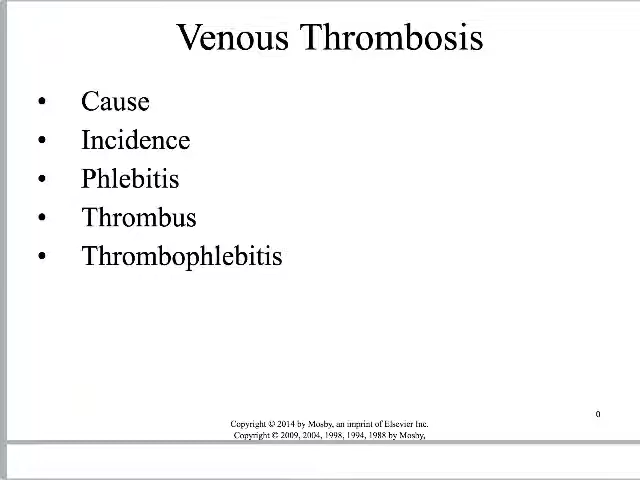 Venous Thrombosis
• Cause
• Incidence
• Phlebitis
• Thrombus
• Thrombophlebitis
0
Copyright © 2014 by Mosby, an imprint of Elsevier Inc.
Copyright © 2009, 2004, 1998, 1994, 1988 by Mosby,